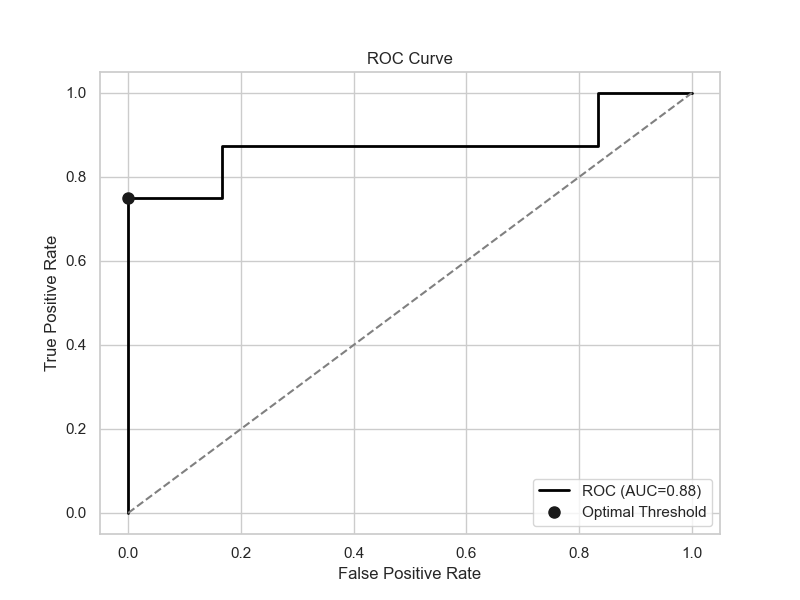 ROC Curve
1.0
0.8
0.6
0.4
0.2
0.0
True Positive Rate
0.0 0.2 0.4 0.6 0.8 1.0
False Positive Rate
ROC (AUC=0.88)
Optimal Threshold